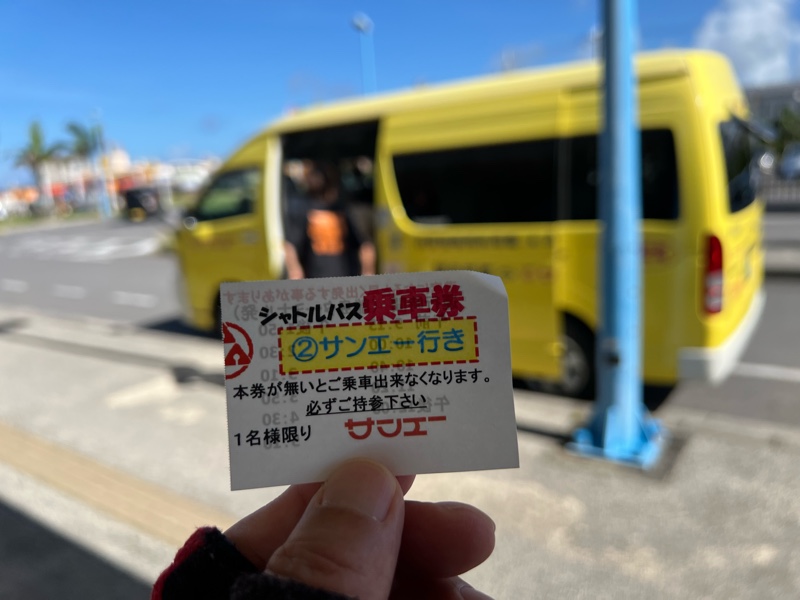 シャトルバス乗車券
②サンエー行き
本券が無いとご乗車出来なくなります。
必ずご持参下さい
1名様限り
サンエー